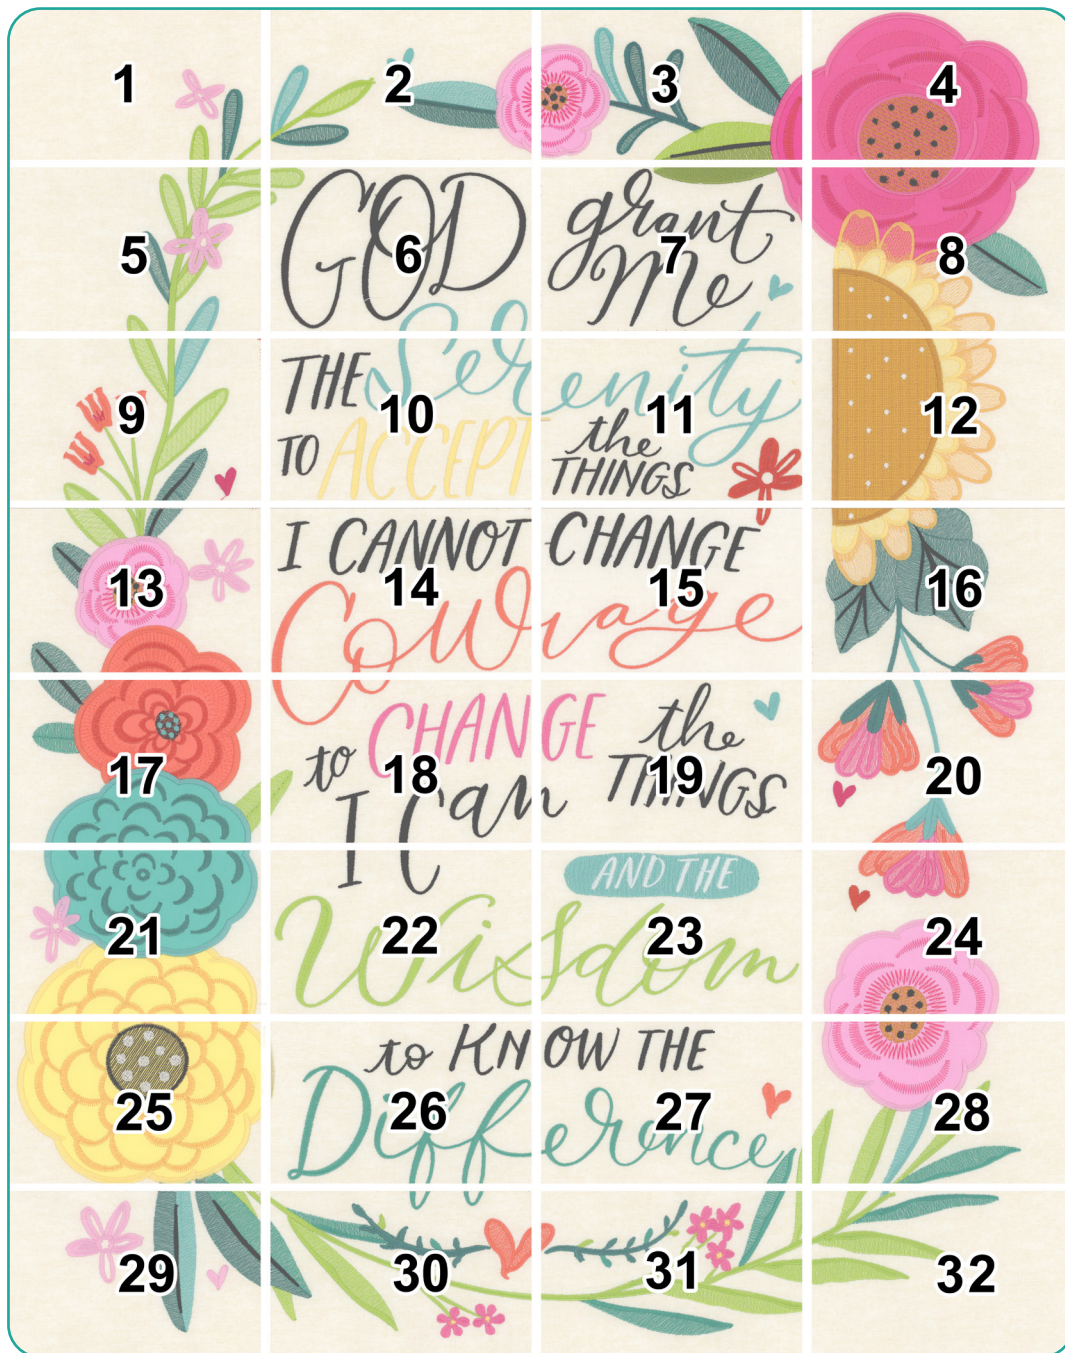 1 2 3 4
GOD grant
5 6 7 8
Me
THE Serenity
9 10 11 12
TO ACCEPT the
THINGS
I CANNOT CHANGE
13 14 15 16
Courage
to CHANGE the
17 18 19 20
I Can THINGS
AND THE
21 22 23 24
Wisdom
to KNOW THE
25 26 27 28
Difference
29 30 31 32